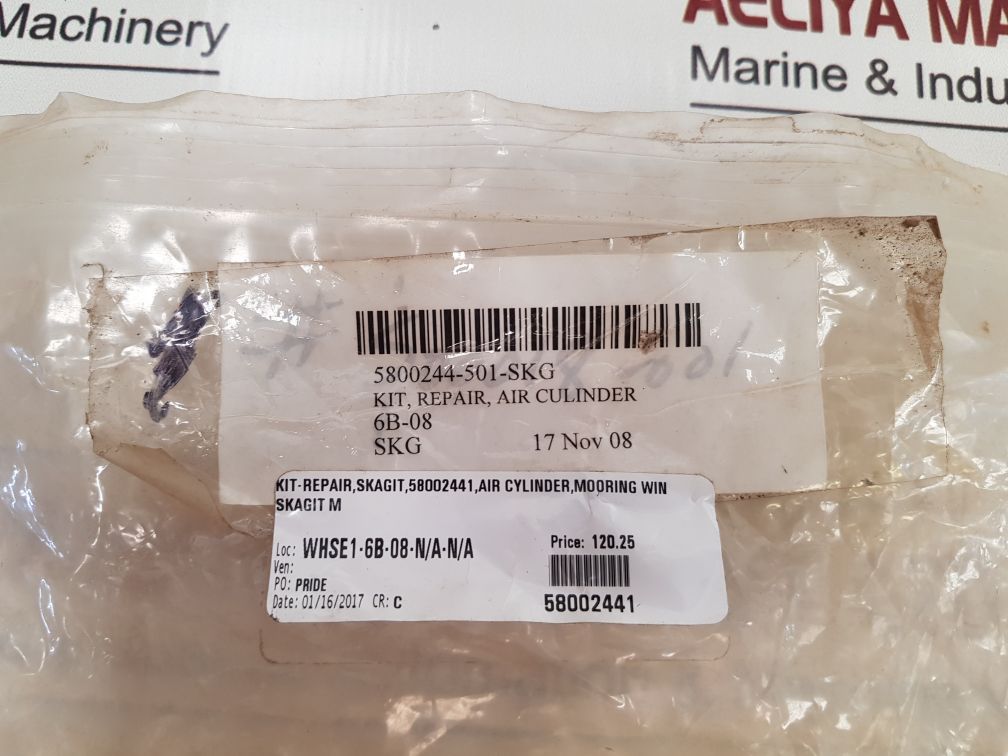 Machinery
AELIYA MA
Marine & Indu
5800244-501-SKG
KIT, REPAIR, AIR CULINDER
6B-08
SKG 17 Nov 08
KIT-REPAIR,SKAGIT,58002441,AIR CYLINDER,MOORING WIN
SKAGIT M
Loc: WHSE1-6B-08-N/A-N/A Price: 120.25
Ven:
PO: PRIDE
Date: 01/16/2017 CR: C 58002441